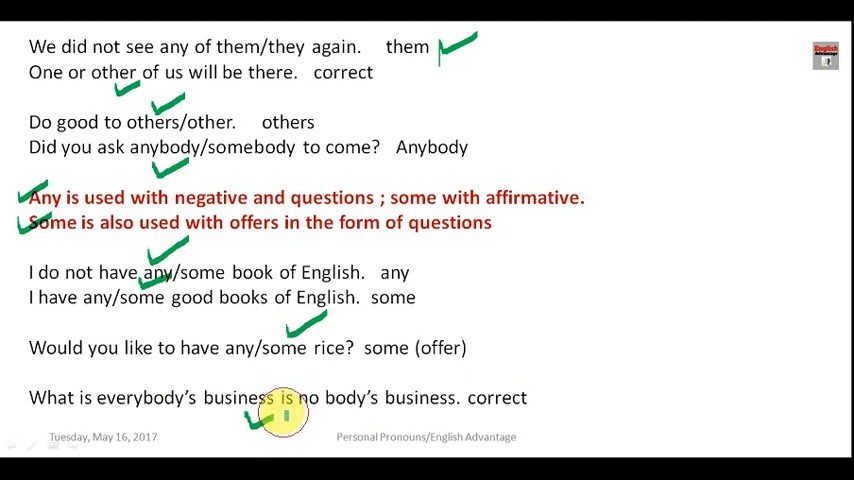 We did not see any of them/they again. them
One or other of us will be there. correct
Do good to others/other. others
Did you ask anybody/somebody to come? Anybody
Any is used with negative and questions ; some with affirmative.
Some is also used with offers in the form of questions
I do not have any/some book of English. any
I have any/some good books of English. some
Would you like to have any/some rice? some (offer)
What is everybody’s business is no body’s business. correct
Tuesday, May 16, 2017
Personal Pronouns/English Advantage
English
Advantage